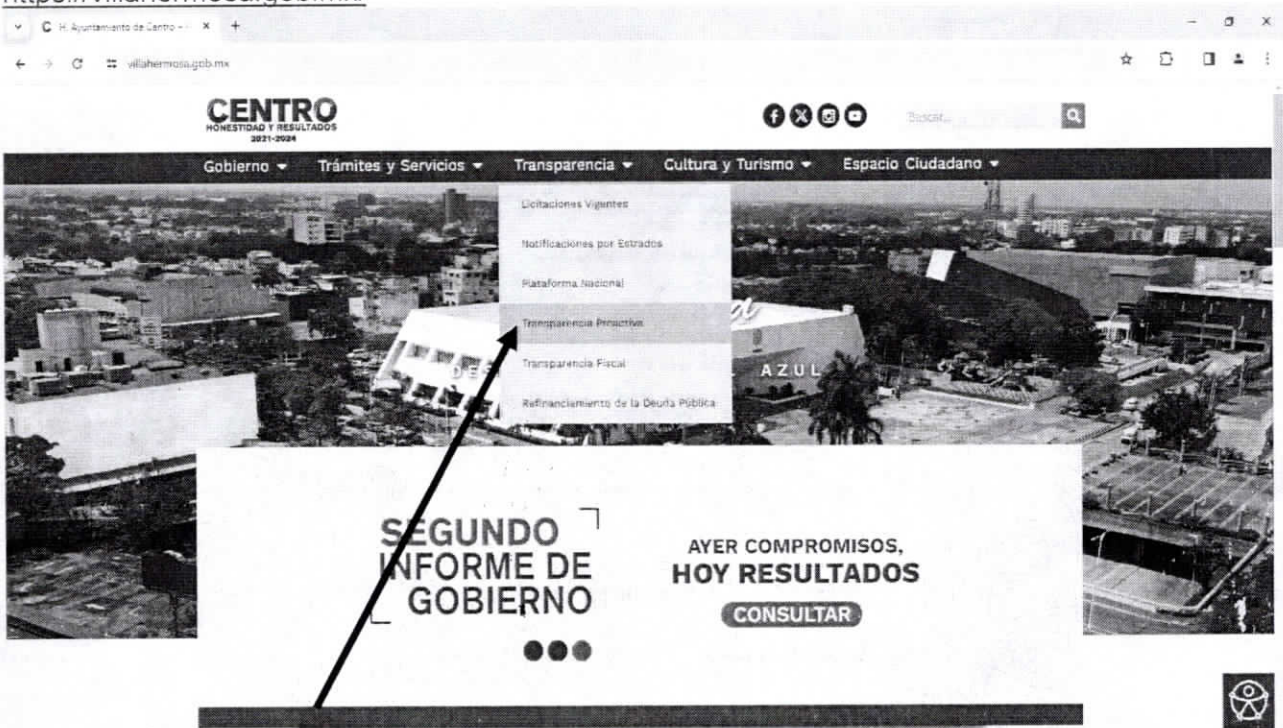 https://villahermosa.gob.mx/
H. Ayuntamiento de Centro –
villahermosa.gob.mx
CENTRO
HONESTIDAD Y RESULTADOS
2021-2024
Buscar...
Gobierno Trámites y Servicios Transparencia Cultura y Turismo Espacio Ciudadano
Licitaciones Vigentes
Notificaciones por Estrados
Plataforma Nacional
Transparencia Proactiva
Transparencia Fiscal
Refinanciamiento de la Deuda Pública
AZUL
SEGUNDO
INFORME DE
GOBIERNO
AYER COMPROMISOS,
HOY RESULTADOS
CONSULTAR